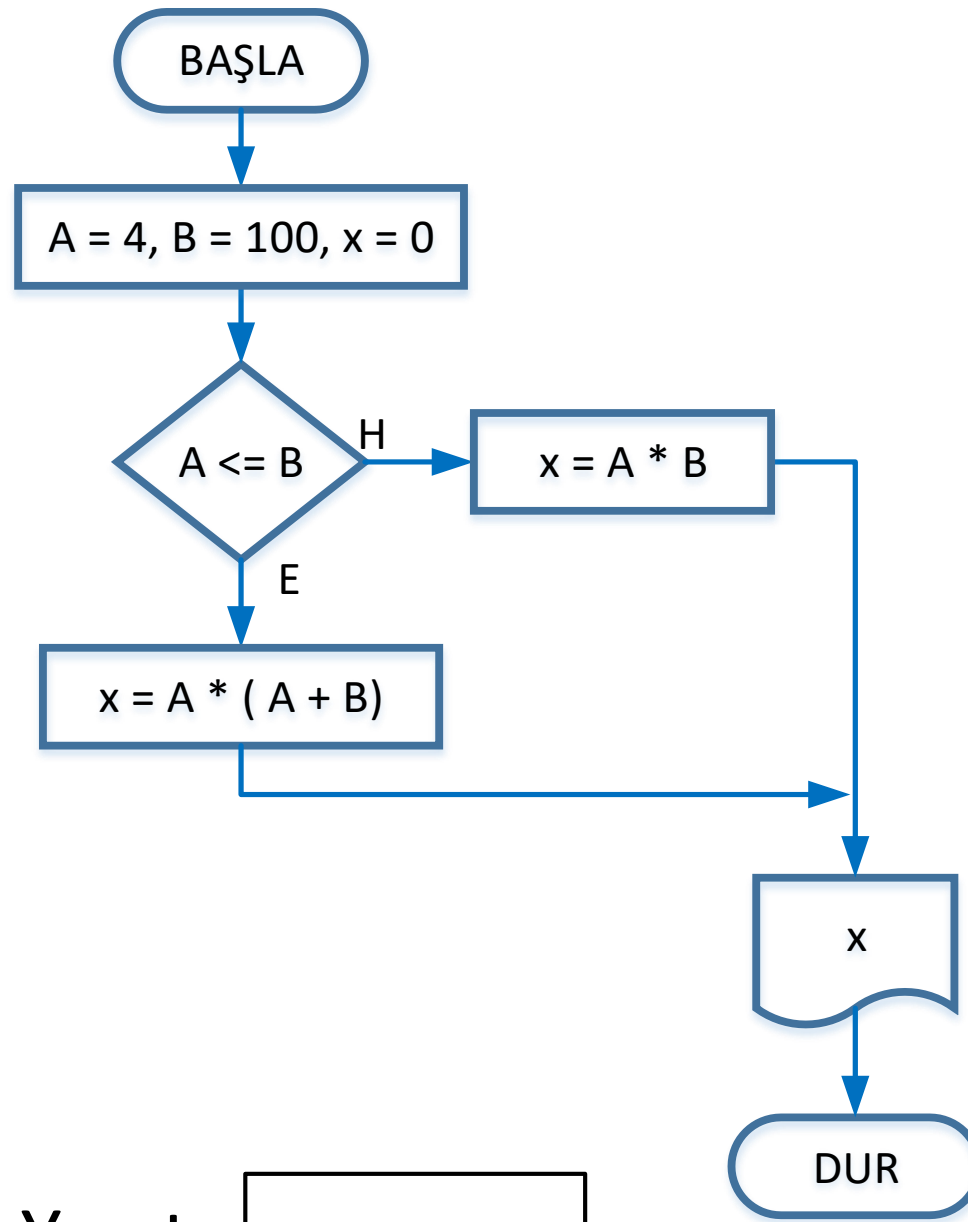 BAŞLA
A = 4, B = 100, x = 0
A <= B
H
x = A * B
E
x = A * ( A + B)
x
DUR